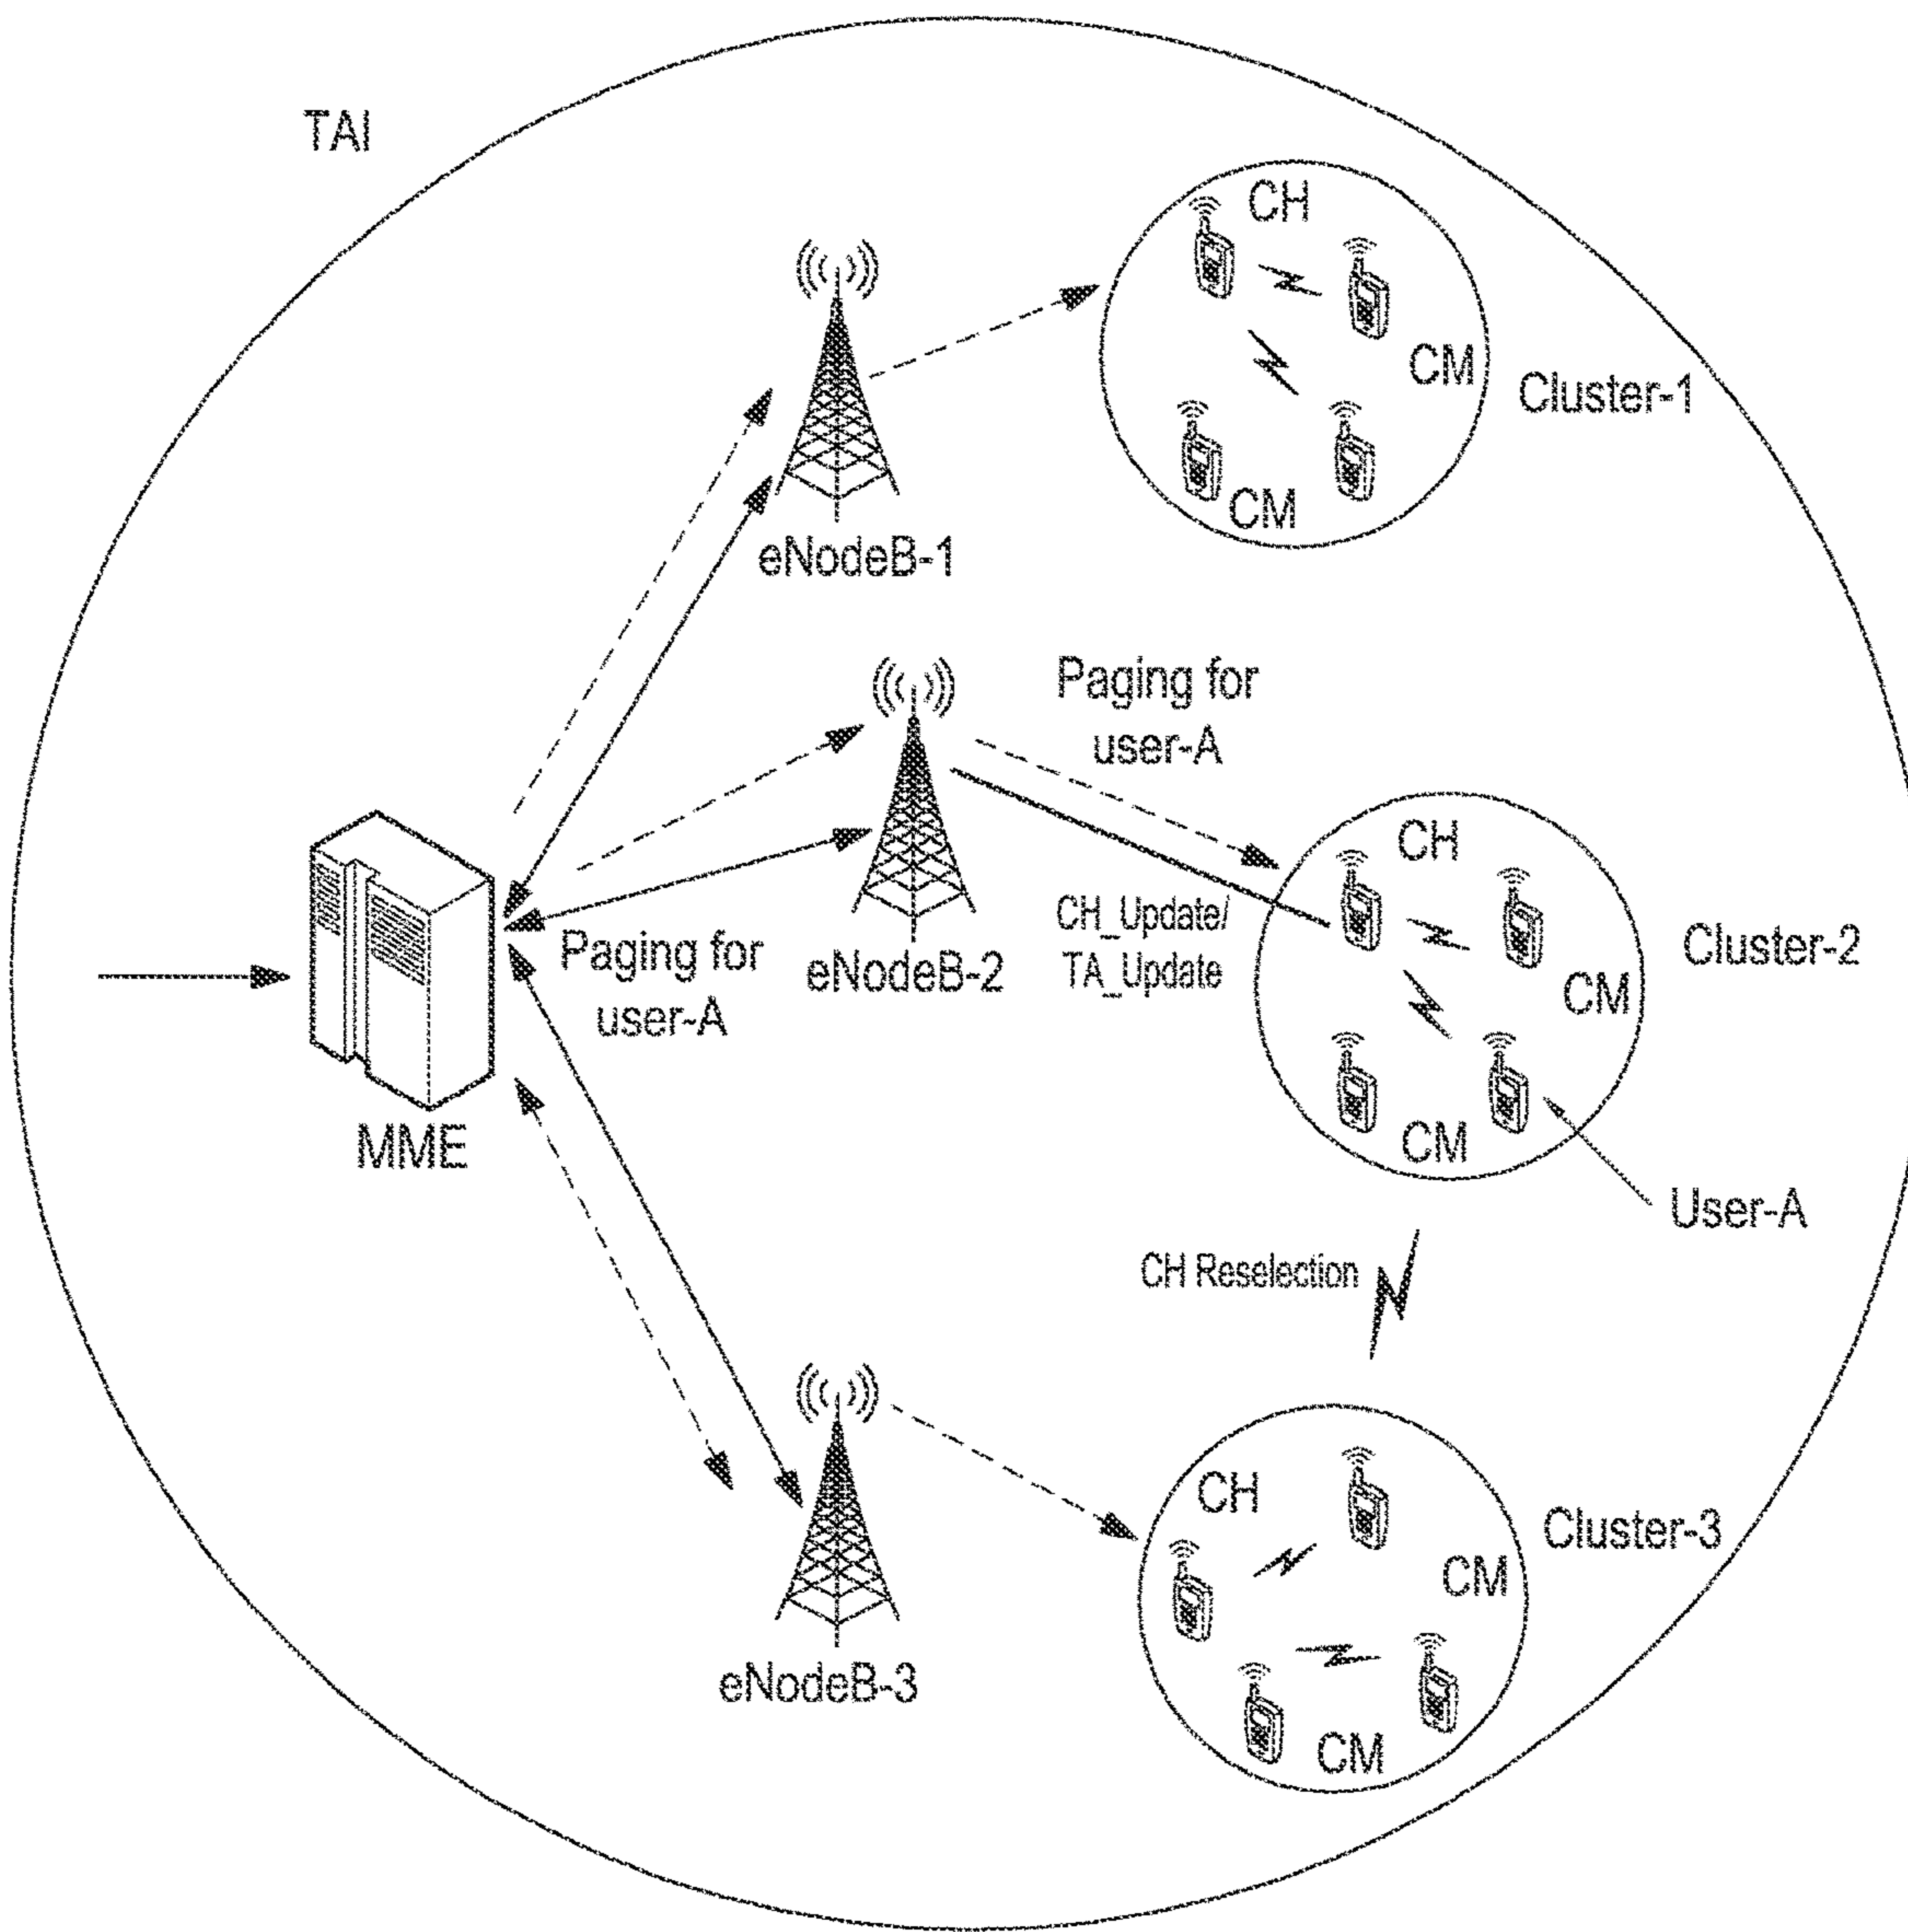 TAI
CH
CM
Cluster-1
CM
eNodeB-1
Paging for
user-A
CH
CH_Update/
TA_Update
Cluster-2
Paging for
user-A
eNodeB-2
CM
MME
CM
User-A
CH Reselection
CH
Cluster-3
CM
eNodeB-3
CM